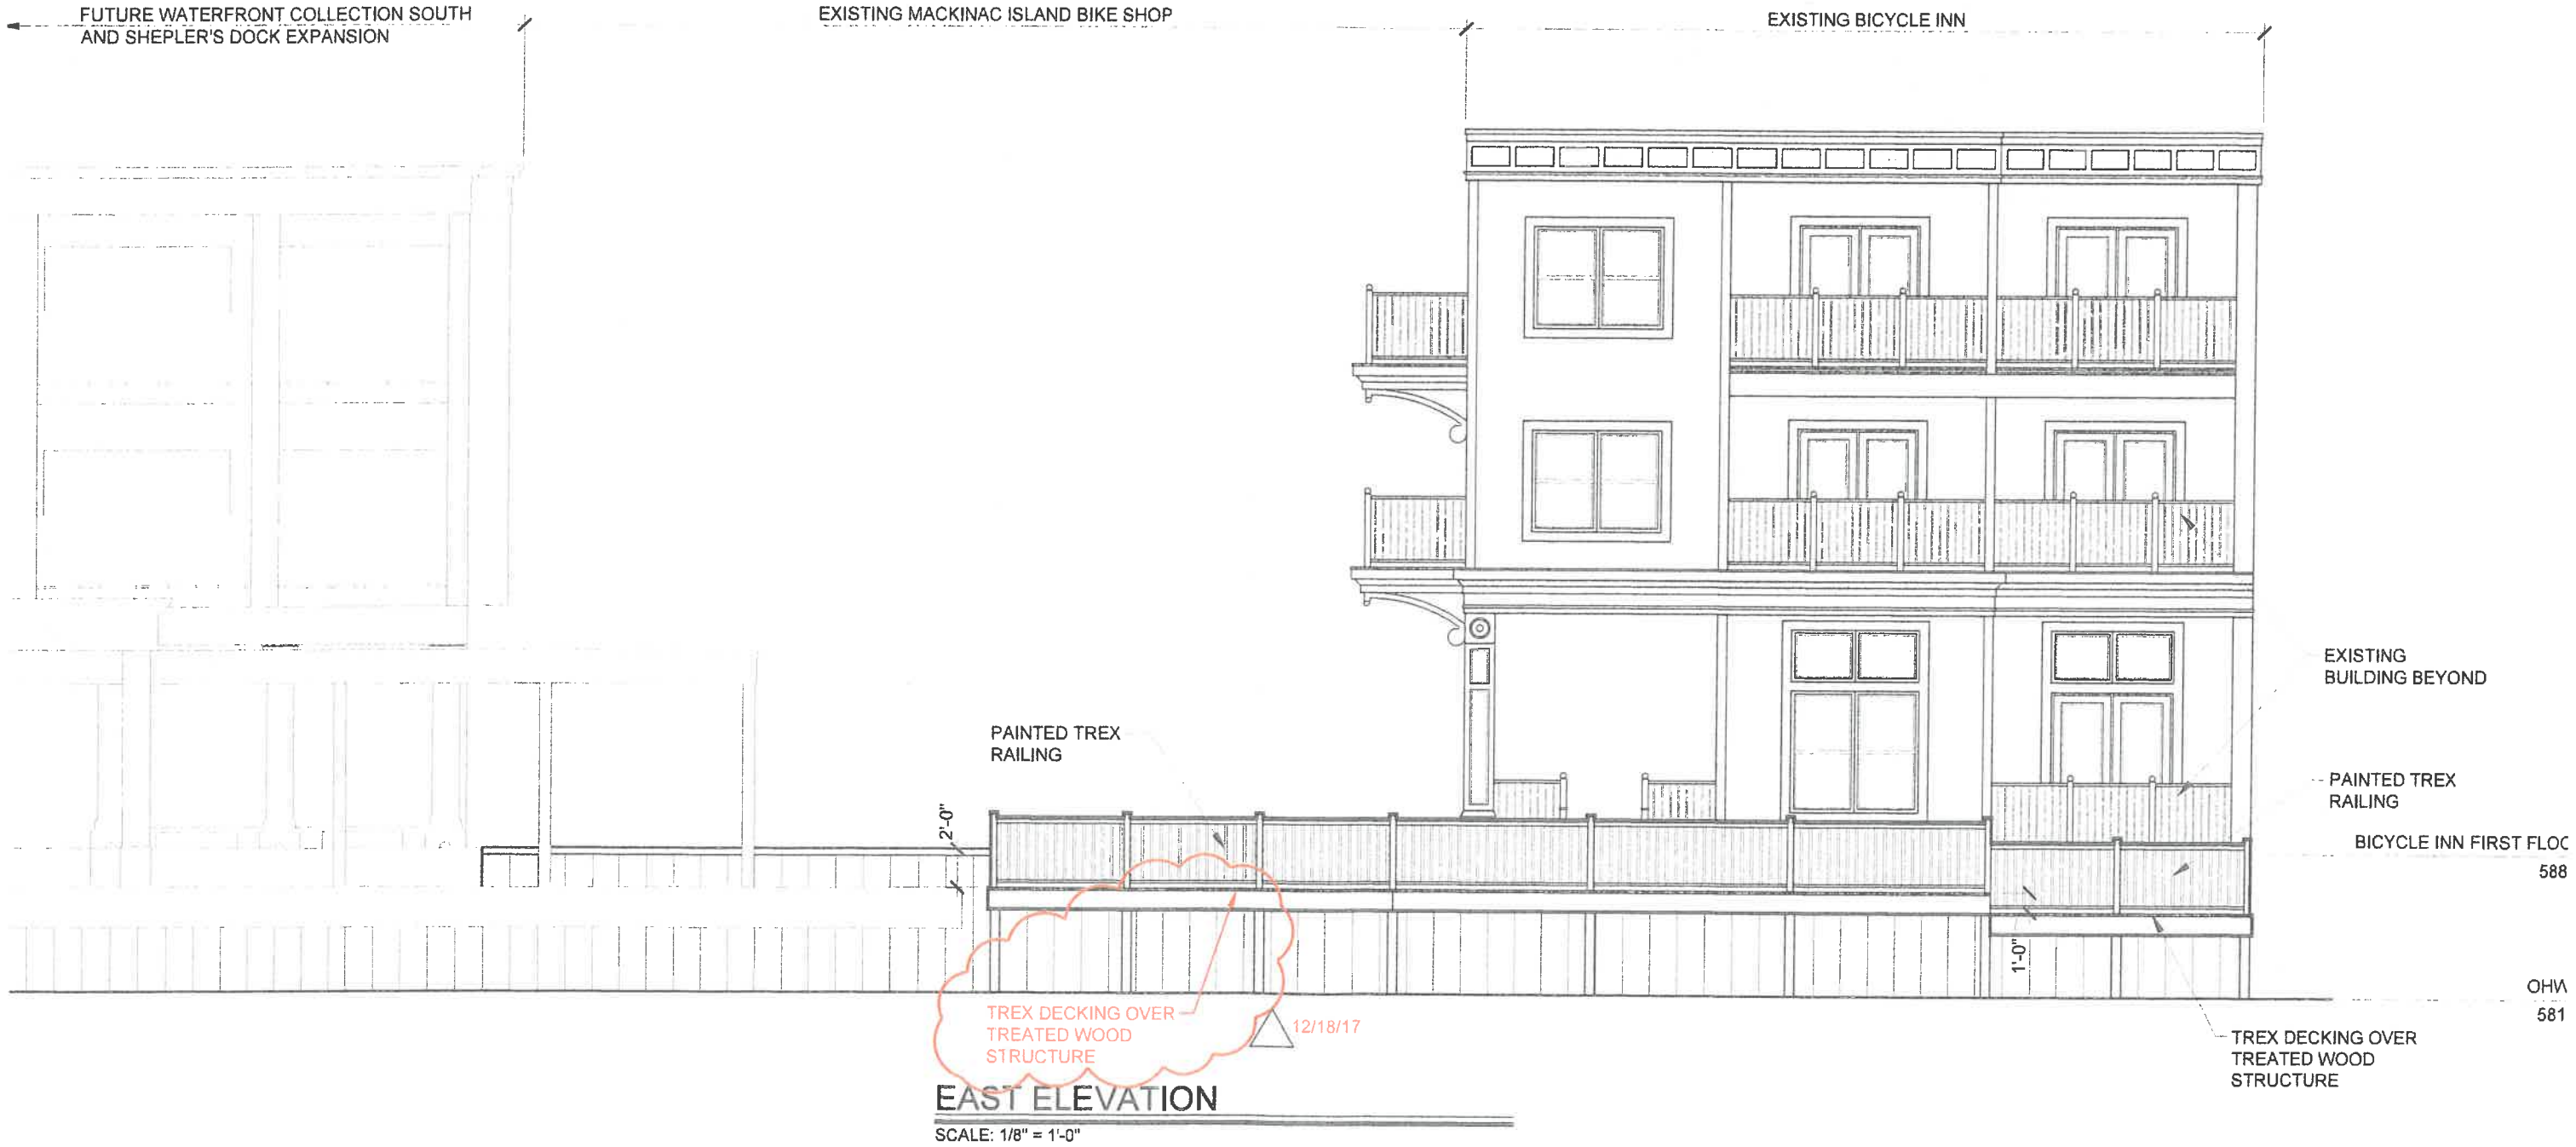 FUTURE WATERFRONT COLLECTION SOUTH
AND SHEPLER'S DOCK EXPANSION
EXISTING MACKINAC ISLAND BIKE SHOP
EXISTING BICYCLE INN
EXISTING
BUILDING BEYOND
PAINTED TREX
RAILING
PAINTED TREX
RAILING
2'-0"
BICYCLE INN FIRST FLOO
588
1'-0"
OHW
581
TREX DECKING OVER
TREATED WOOD
STRUCTURE
12/18/17
TREX DECKING OVER
TREATED WOOD
STRUCTURE
EAST ELEVATION
SCALE: 1/8" = 1'-0"